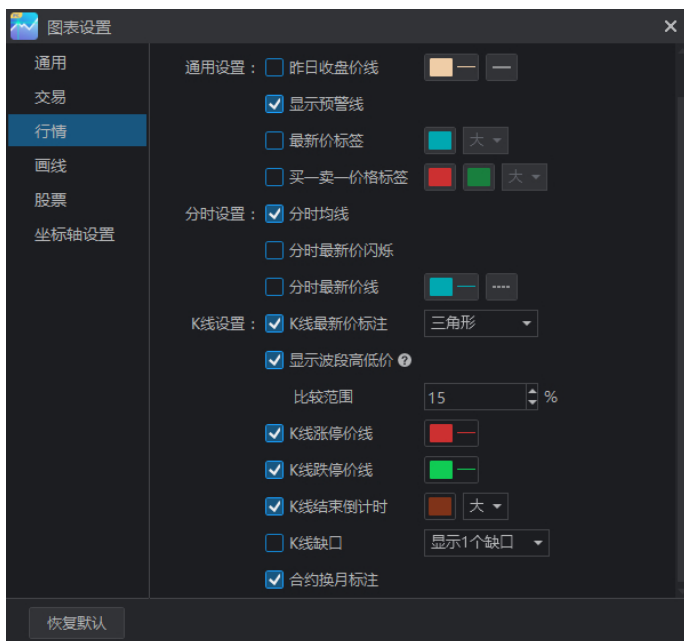 图表设置
通用
交易
行情
画线
股票
坐标轴设置
通用设置： 昨日收盘价线
显示预警线
最新价标签 大
买一卖一价格标签 大
分时设置： 分时均线
分时最新价闪烁
分时最新价线
K线设置： K线最新价标注 三角形
显示波段高低价 ?
比较范围 15 %
K线涨停价线
K线跌停价线
K线结束倒计时 大
K线缺口 显示1个缺口
合约换月标注
恢复默认